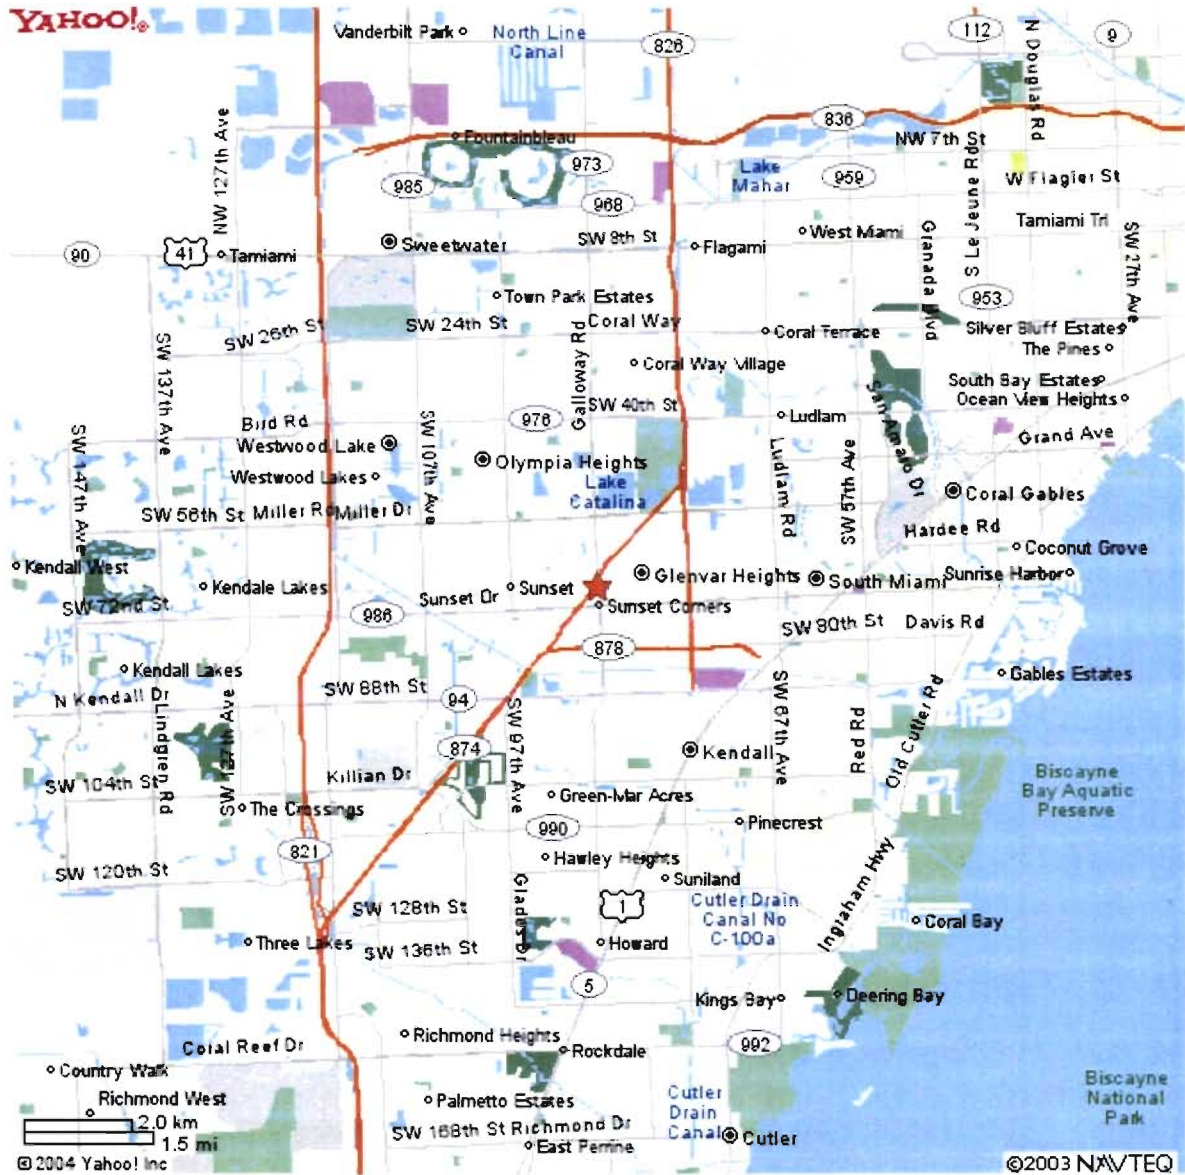 YAHOO!®
Vanderbilt Park
North Line
Canal
826
112
9
N Douglas Rd
NW 127th Ave
Fountainbleau
836
NW 7th St
973
985
968
Lake
Mahar
959
S Le Jeune Rd
W Flagler St
Tamiami Trl
SW 8th St
90
41
Tamiami
Sweetwater
Flagami
West Miami
Granada Blvd
SW 27th Ave
Town Park Estates
953
SW 26th St
SW 24th St
Coral Way
Coral Terrace
Silver Bluff Estates
The Pines
SW 137th Ave
Galloway Rd
Coral Way Village
South Bay Estates
Ocean View Heights
San Amaro Dr
976
SW 40th St
Ludlam
Bird Rd
Grand Ave
SW 147th Ave
Westwood Lake
SW 107th Ave
Olympia Heights
Ludlam Rd
SW 57th Ave
Westwood Lakes
Lake
Catalina
Coral Gables
SW 56th St
Miller Rd
Miller Dr
Hardee Rd
Coconut Grove
Kendall West
Kendale Lakes
Sunset Dr
Sunset
Glenvar Heights
South Miami
Sunrise Harbor
SW 72nd St
986
Sunset Corners
SW 80th St
Davis Rd
878
Kendall Lakes
Gables Estates
N Kendall Dr
SW 88th St
94
Lindgren Rd
SW 127th Ave
SW 97th Ave
SW 67th Ave
Red Rd
Old Cutler Rd
874
Kendall
SW 104th St
Killian Dr
Biscayne
Bay Aquatic
Preserve
The Crossings
Green-Mar Acres
990
Pinecrest
821
Hawley Heights
SW 120th St
Suniland
Glades Dr
Ingraham Hwy
SW 128th St
1
Cutler Drain
Canal No
C-100a
Coral Bay
Three Lakes
SW 136th St
Howard
5
Kings Bay
Deering Bay
Richmond Heights
Coral Reef Dr
Rockdale
992
Country Walk
Richmond West
Palmetto Estates
Cutler
Drain
Canal
Biscayne
National
Park
2.0 km
1.5 mi
SW 168th St
Richmond Dr
East Perrine
Cutler
© 2004 Yahoo! Inc
©2003 NAVTEQ